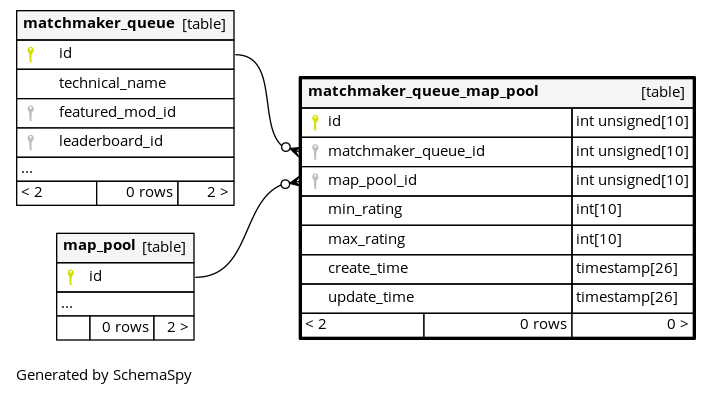 matchmaker_queue [table]
id
technical_name
featured_mod_id
leaderboard_id
...
< 2 0 rows 2 >
matchmaker_queue_map_pool [table]
id int unsigned[10]
matchmaker_queue_id int unsigned[10]
map_pool_id int unsigned[10]
min_rating int[10]
max_rating int[10]
create_time timestamp[26]
update_time timestamp[26]
< 2 0 rows 0 >
map_pool [table]
id
...
0 rows 2 >
Generated by SchemaSpy